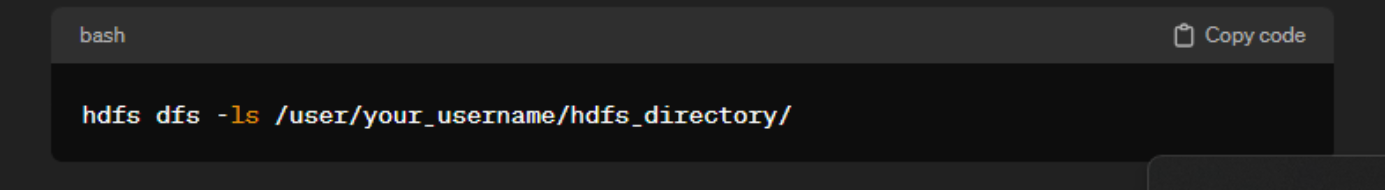 bash
Copy code
hdfs dfs -ls /user/your_username/hdfs_directory/